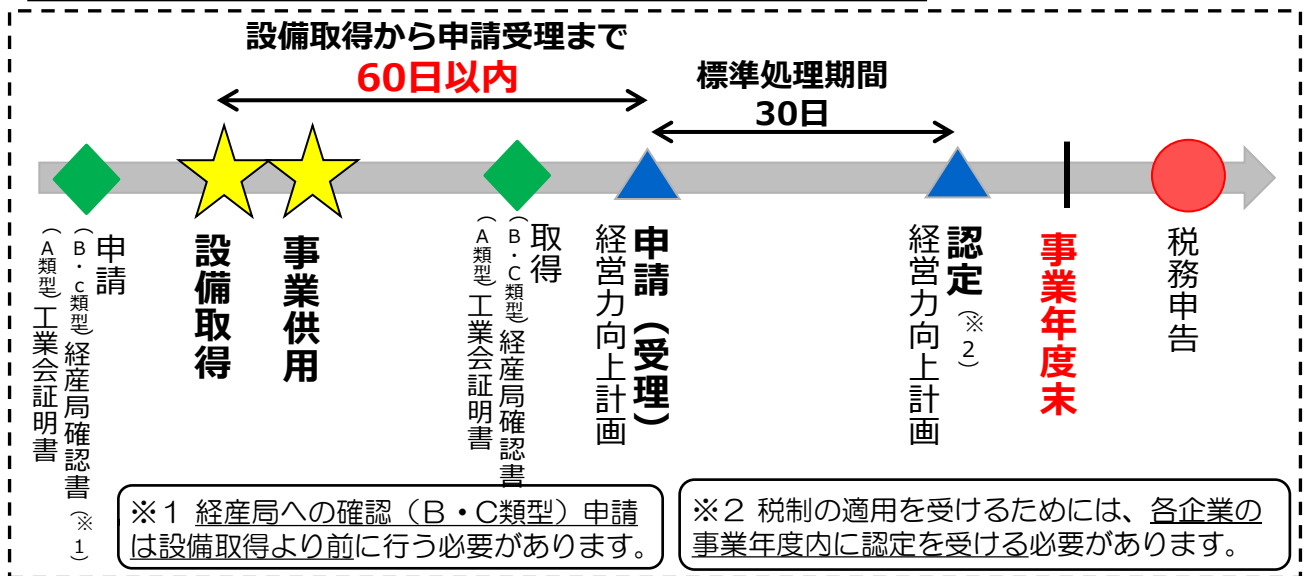 設備取得から申請受理まで
60日以内
標準処理期間
30日
申請
（B・c類型）経産局確認書（※1）
（A類型）工業会証明書
設備取得
事業供用
取得
（B・C類型）経産局確認書
（A類型）工業会証明書
申請（受理）
経営力向上計画
認定（※2）
経営力向上計画
事業年度末
税務申告
※1 経産局への確認（B・C類型）申請
は設備取得より前に行う必要があります。
※2 税制の適用を受けるためには、各企業の
事業年度内に認定を受ける必要があります。